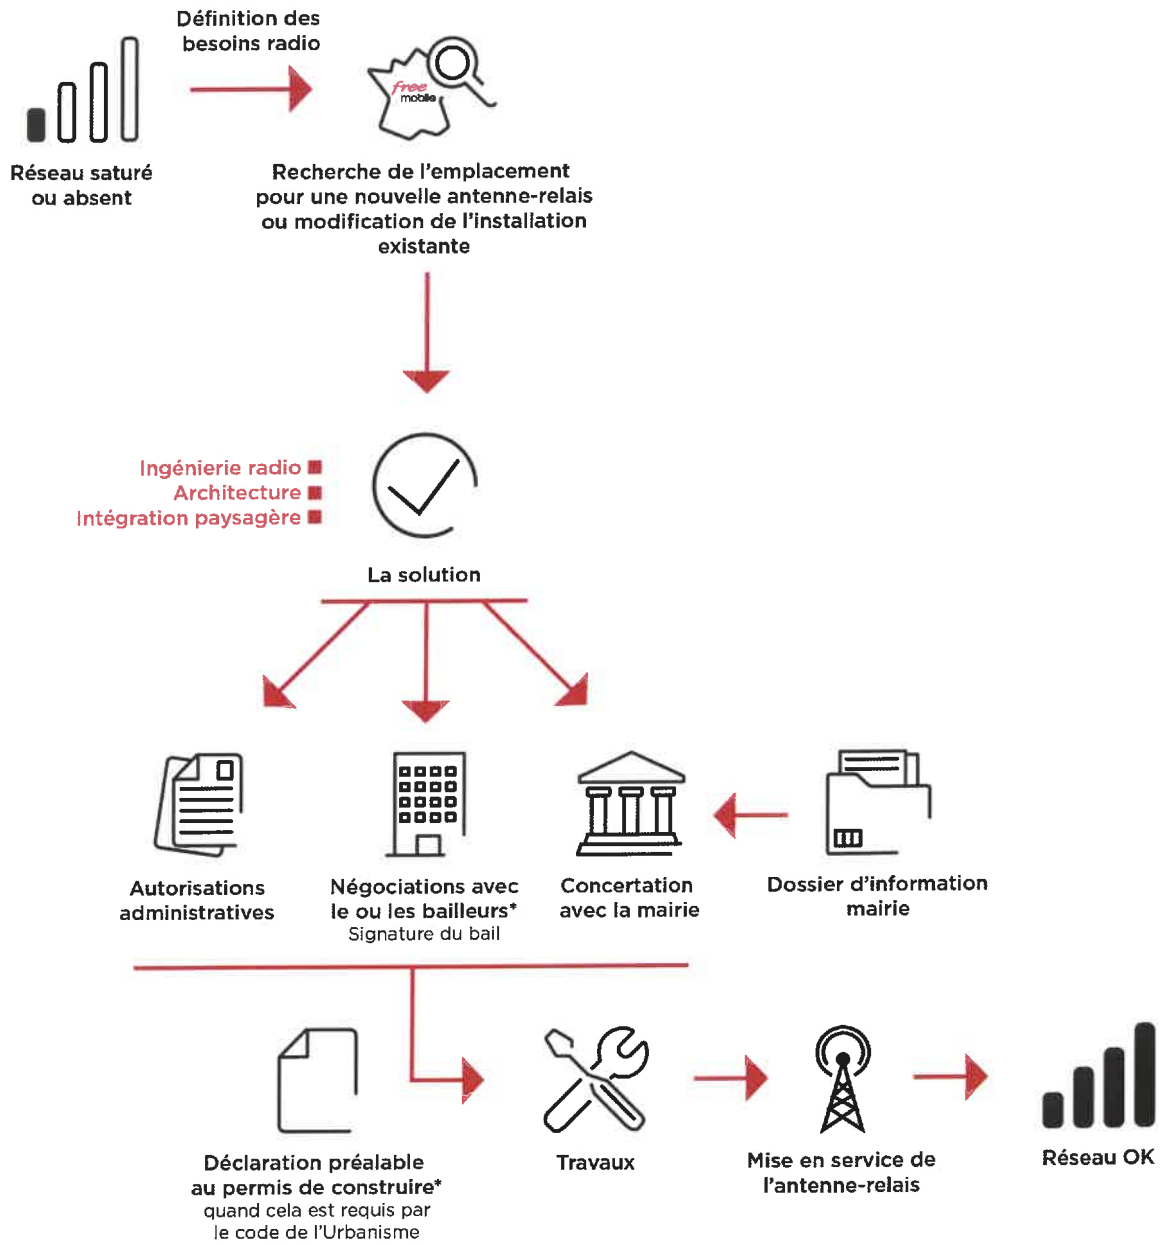 Définition des
besoins radio
free
mobile
Réseau saturé
ou absent
Recherche de l'emplacement
pour une nouvelle antenne-relais
ou modification de l'installation
existante
Ingénierie radio
Architecture
Intégration paysagère
La solution
Autorisations
administratives
Négociations avec
le ou les bailleurs*
Signature du bail
Concertation
avec la mairie
Dossier d'information
mairie
Déclaration préalable
au permis de construire*
quand cela est requis par
le code de l'Urbanisme
Travaux
Mise en service de
l'antenne-relais
Réseau OK